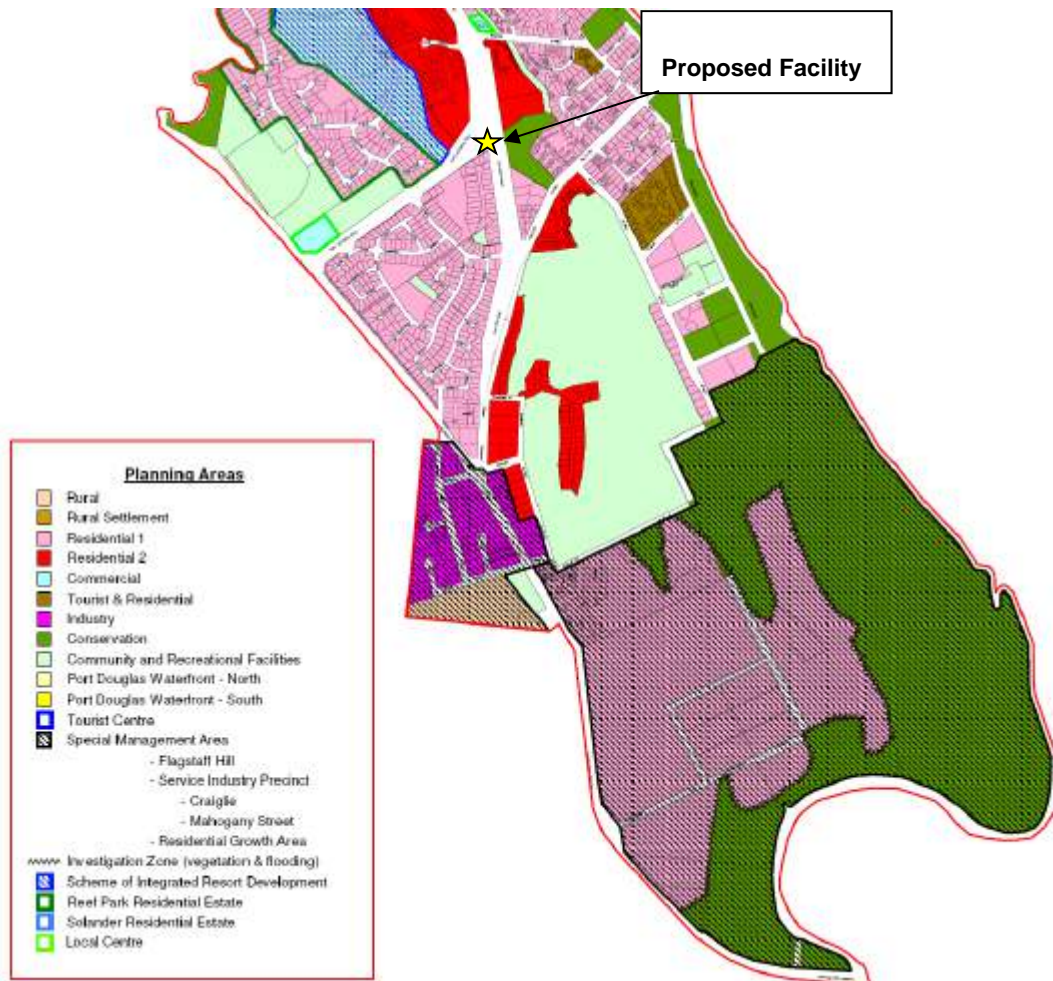 Proposed Facility
Planning Areas
Rural
Rural Settlement
Residential 1
Residential 2
Commercial
Tourist & Residential
Industry
Conservation
Community and Recreational Facilities
Port Douglas Waterfront - North
Port Douglas Waterfront - South
Tourist Centre
Special Management Area
- Flagstaff Hill
- Service Industry Precinct
- Craiglie
- Mahogany Street
- Residential Growth Area
Investigation Zone (vegetation & flooding)
Scheme of Integrated Resort Development
Reef Park Residential Estate
Solander Residential Estate
Local Centre